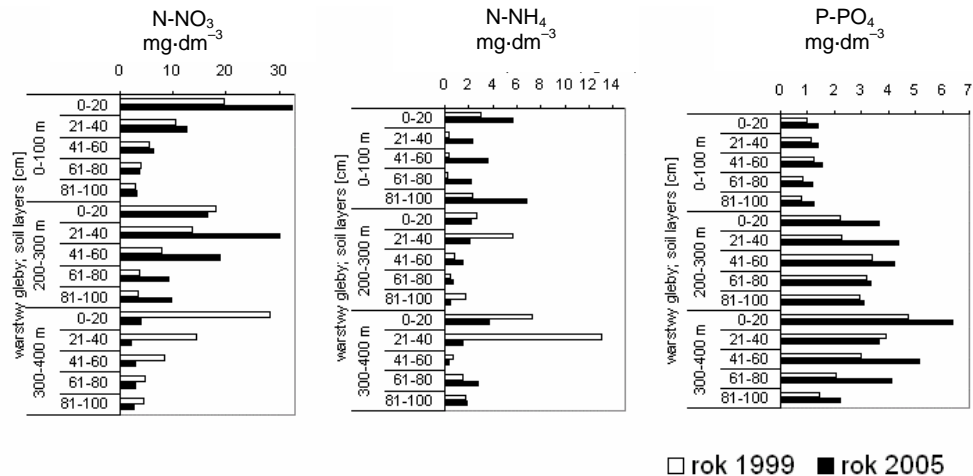 N-NO₃
mg·dm⁻³
0 10 20 30
warstwy gleby; soil layers [cm]
0-100 m
0-20
21-40
41-60
61-80
81-100
200-300 m
0-20
21-40
41-60
61-80
81-100
300-400 m
0-20
21-40
41-60
61-80
81-100
N-NH₄
mg·dm⁻³
0 2 4 6 8 10 12 14
warstwy gleby; soil layers [cm]
0-100 m
0-20
21-40
41-60
61-80
81-100
200-300 m
0-20
21-40
41-60
61-80
81-100
300-400 m
0-20
21-40
41-60
61-80
81-100
P-PO₄
mg·dm⁻³
0 1 2 3 4 5 6 7
warstwy gleby; soil layers [cm]
0-100 m
0-20
21-40
41-60
61-80
81-100
200-300 m
0-20
21-40
41-60
61-80
81-100
300-400 m
0-20
21-40
41-60
61-80
81-100
rok 1999 rok 2005